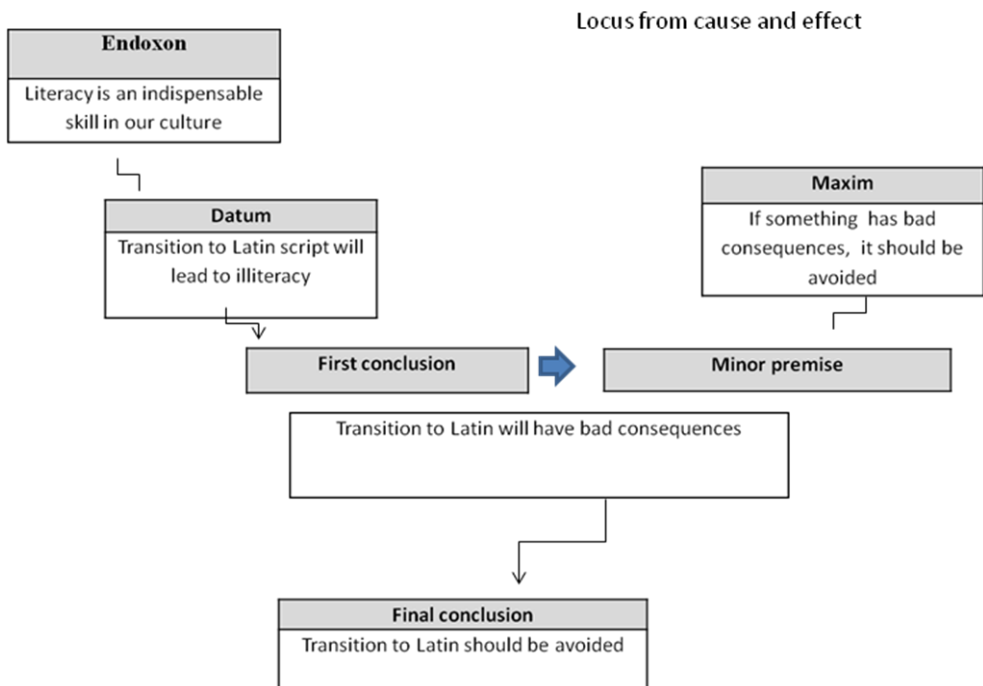 Locus from cause and effect
Endoxon
Literacy is an indispensable
skill in our culture
Datum
Transition to Latin script will
lead to illiteracy
Maxim
If something has bad
consequences, it should be
avoided
First conclusion
Minor premise
Transition to Latin will have bad consequences
Final conclusion
Transition to Latin should be avoided